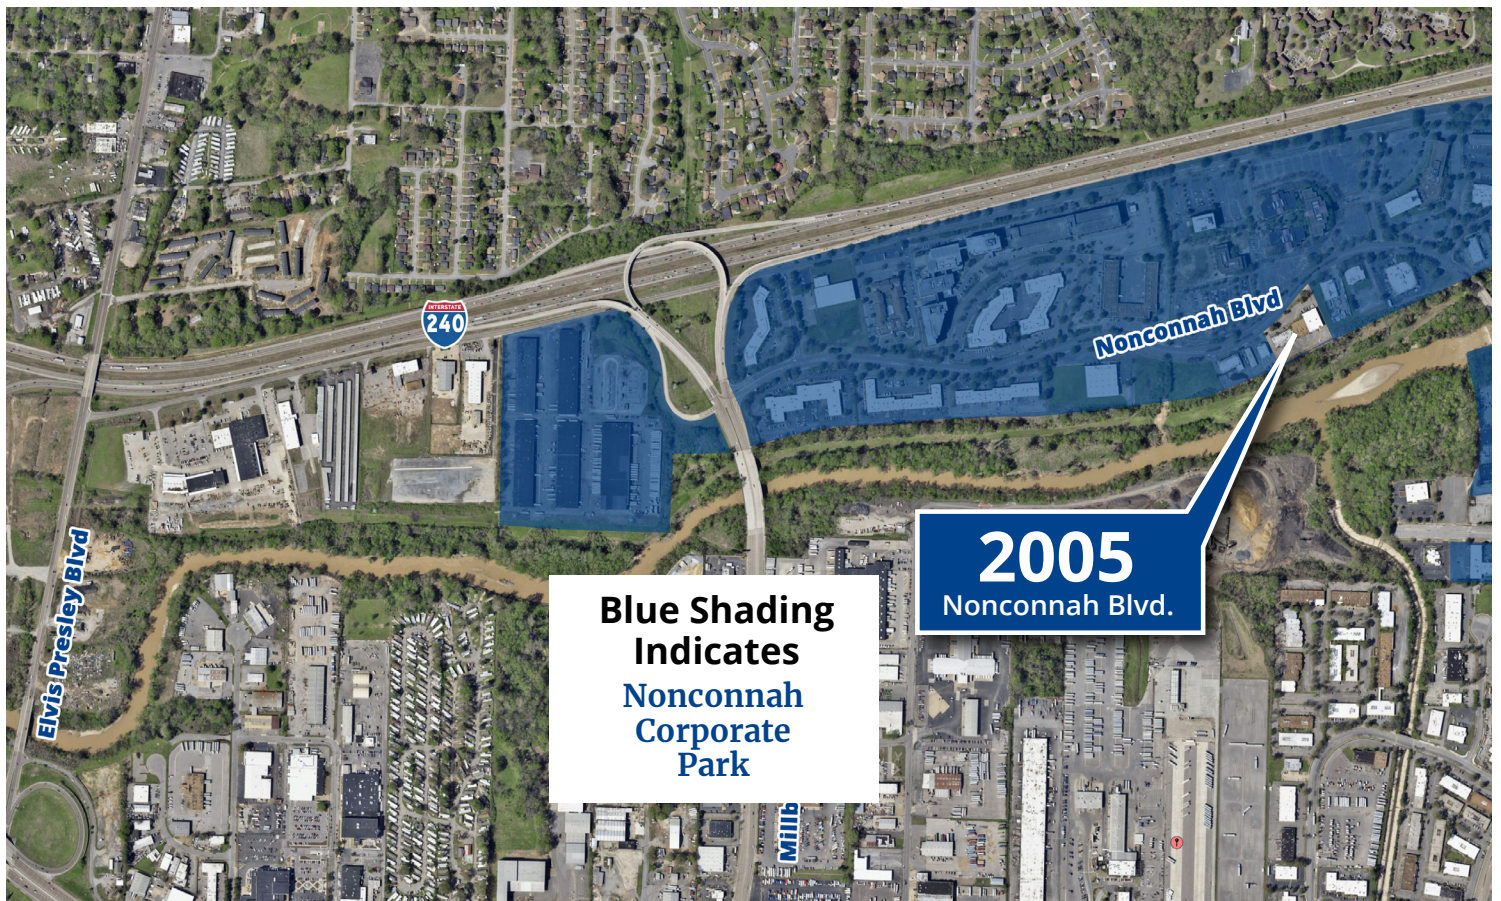 INTERSTATE
240
Nonconnah Blvd
Elvis Presley Blvd
2005
Nonconnah Blvd.
Blue Shading
Indicates
Nonconnah
Corporate
Park